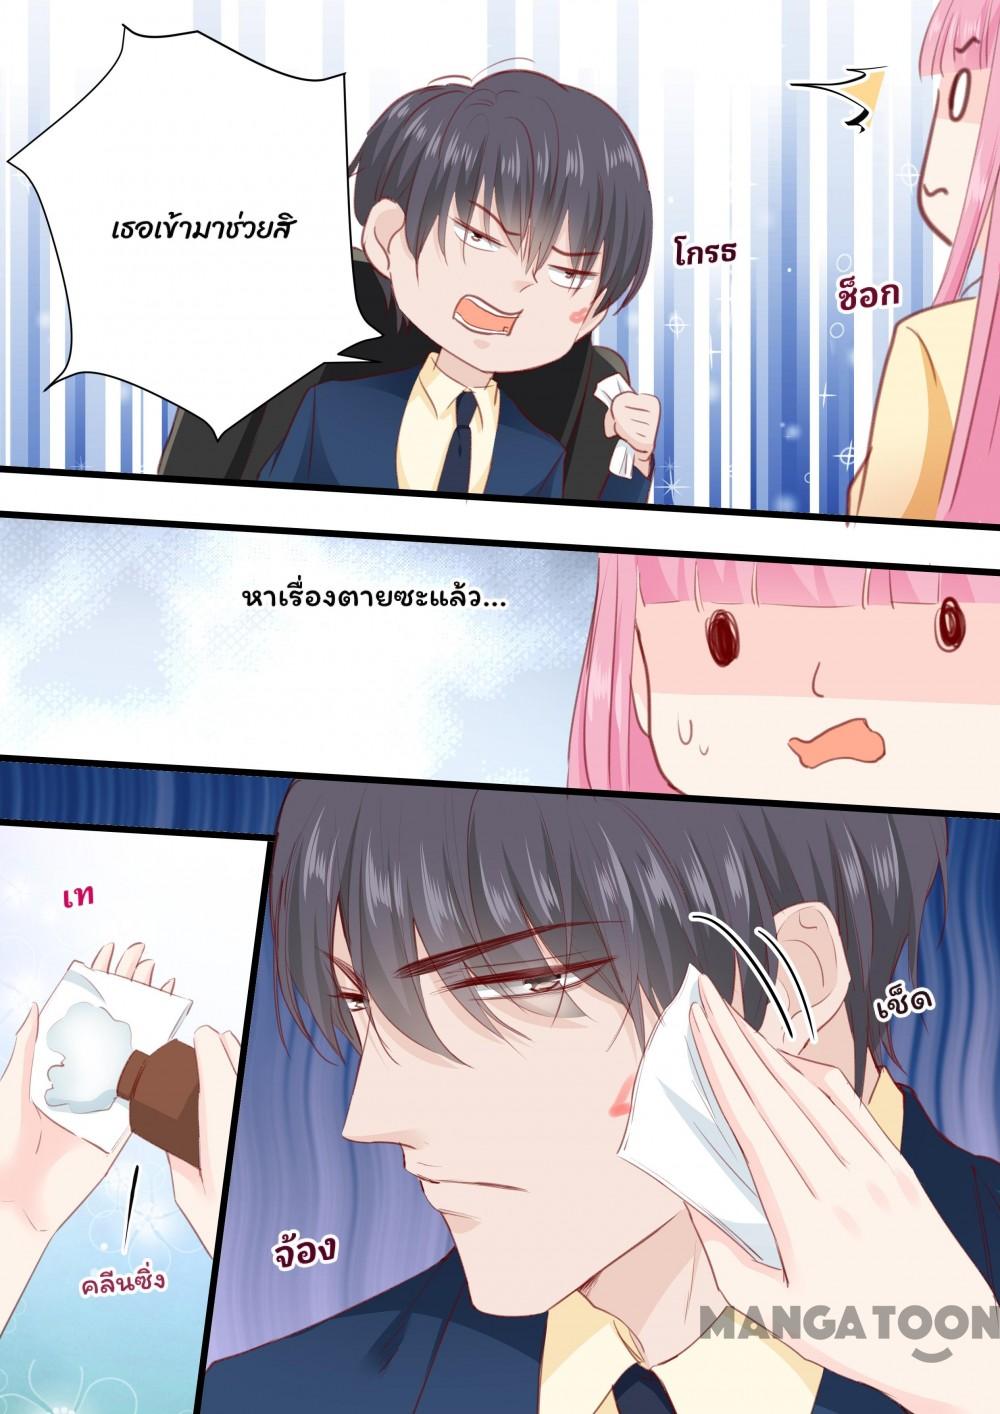 เธอเข้ามาช่วยสิ
โกรธ
ช็อก
หาเรื่องตายซะแล้ว...
เท
คลีนซิ่ง
เช็ด
จ้อง
MANGATOON